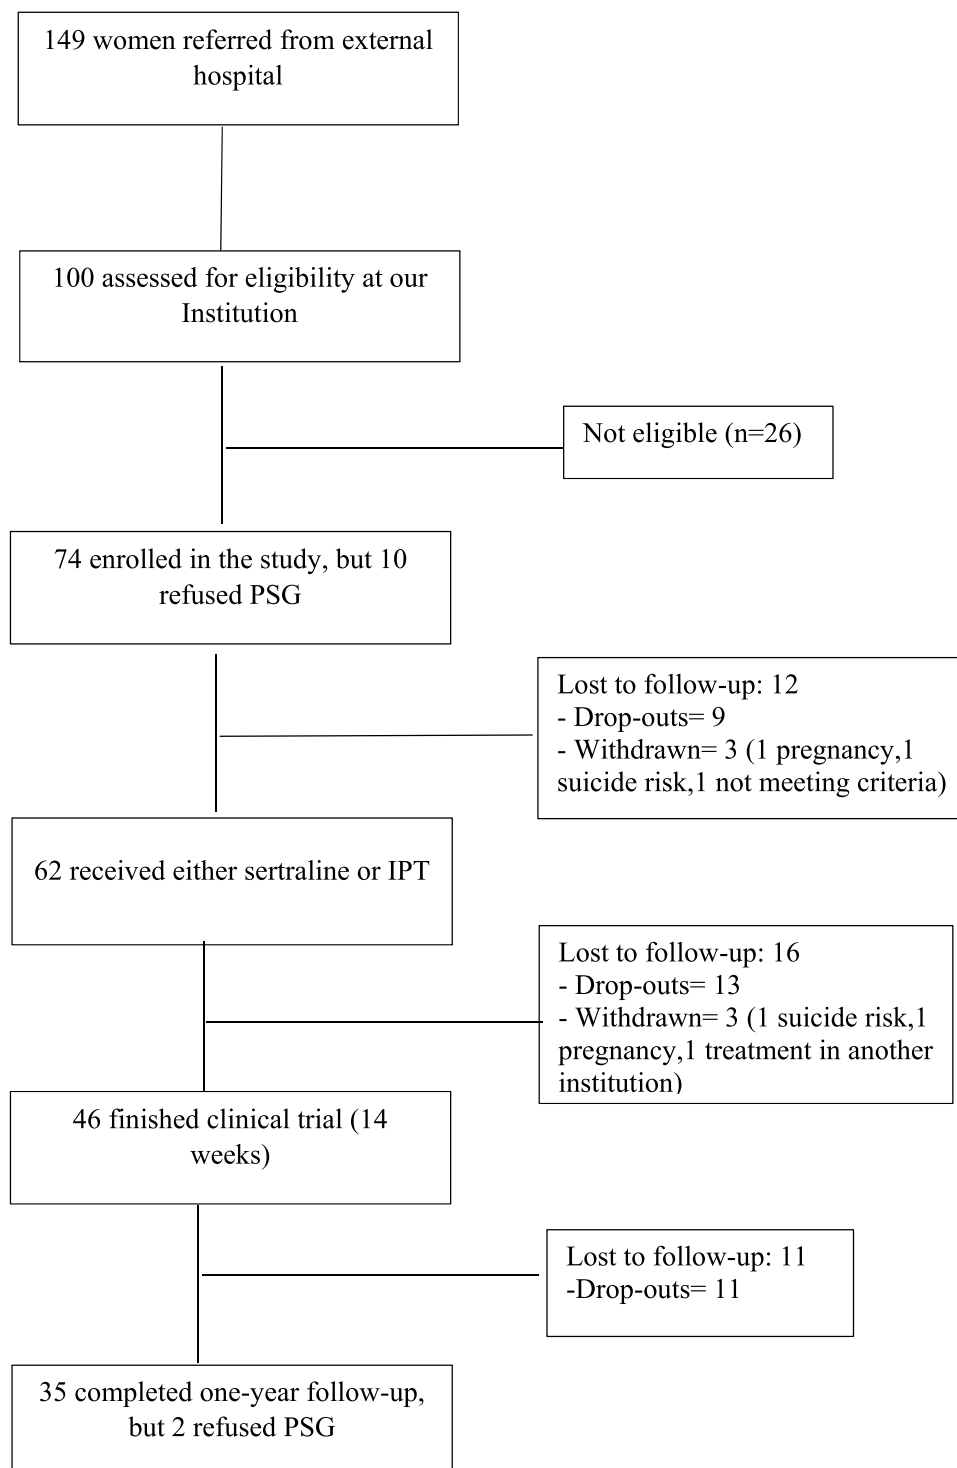 149 women referred from external
hospital
100 assessed for eligibility at our
Institution
Not eligible (n=26)
74 enrolled in the study, but 10
refused PSG
Lost to follow-up: 12
- Drop-outs= 9
- Withdrawn= 3 (1 pregnancy,1
suicide risk,1 not meeting criteria)
62 received either sertraline or IPT
Lost to follow-up: 16
- Drop-outs= 13
- Withdrawn= 3 (1 suicide risk,1
pregnancy,1 treatment in another
institution)
46 finished clinical trial (14
weeks)
Lost to follow-up: 11
-Drop-outs= 11
35 completed one-year follow-up,
but 2 refused PSG